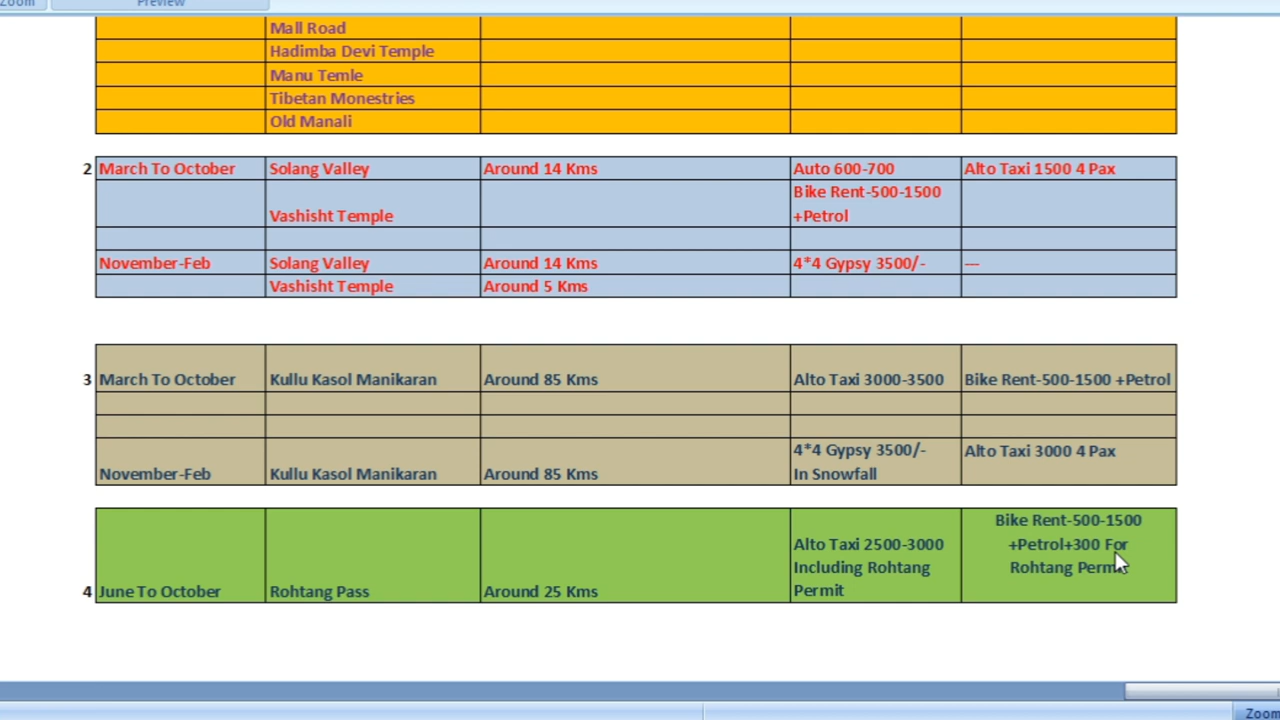 Zoom Preview
Mall Road
Hadimba Devi Temple
Manu Temle
Tibetan Monestries
Old Manali
2 March To October Solang Valley Around 14 Kms Auto 600-700 Alto Taxi 1500 4 Pax
Bike Rent-500-1500
Vashisht Temple +Petrol
November-Feb Solang Valley Around 14 Kms 4*4 Gypsy 3500/- ---
Vashisht Temple Around 5 Kms
3 March To October Kullu Kasol Manikaran Around 85 Kms Alto Taxi 3000-3500 Bike Rent-500-1500 +Petrol
4*4 Gypsy 3500/- Alto Taxi 3000 4 Pax
November-Feb Kullu Kasol Manikaran Around 85 Kms In Snowfall
Bike Rent-500-1500
Alto Taxi 2500-3000 +Petrol+300 For
Including Rohtang Rohtang Permit
4 June To October Rohtang Pass Around 25 Kms Permit
Zoom